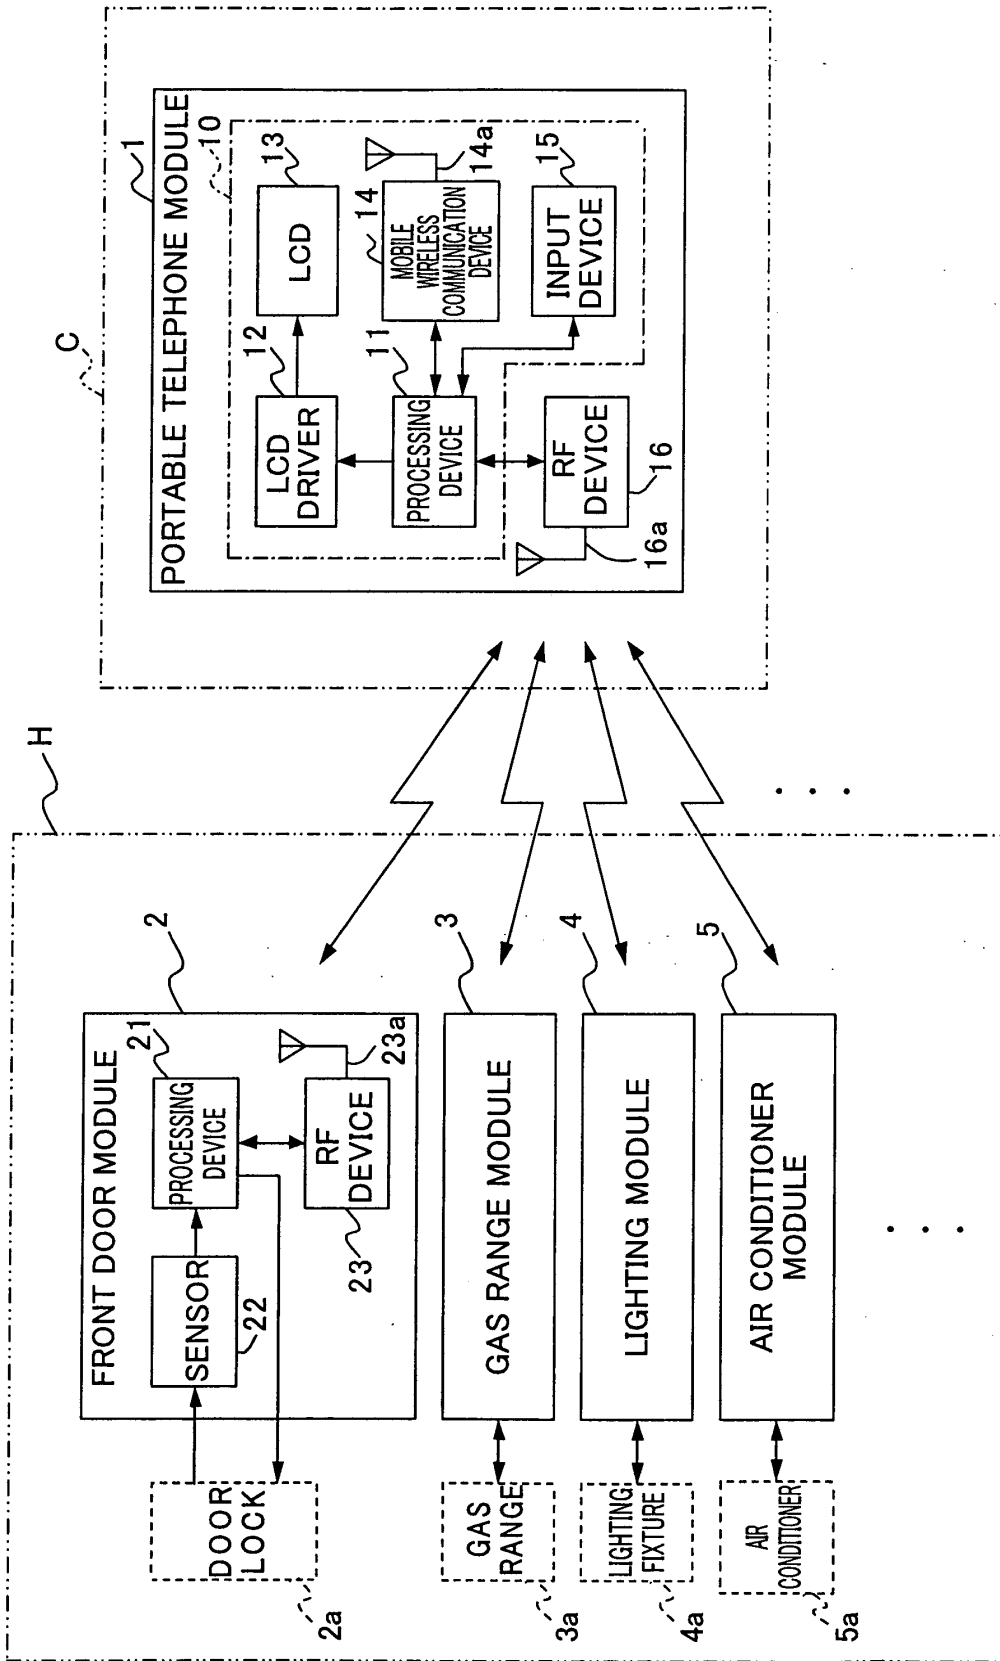 H
FRONT DOOR MODULE
2
PROCESSING
DEVICE
21
SENSOR
22
RF
DEVICE
23
23a
DOOR
LOCK
2a
GAS RANGE MODULE
3
GAS
RANGE
3a
LIGHTING MODULE
4
LIGHTING
FIXTURE
4a
AIR CONDITIONER
MODULE
5
AIR
CONDITIONER
5a
. . .
. . .
C
PORTABLE TELEPHONE MODULE
1
10
LCD
DRIVER
12
LCD
13
PROCESSING
DEVICE
11
MOBILE
WIRELESS
COMMUNICATION
DEVICE
14
14a
INPUT
DEVICE
15
RF
DEVICE
16
16a